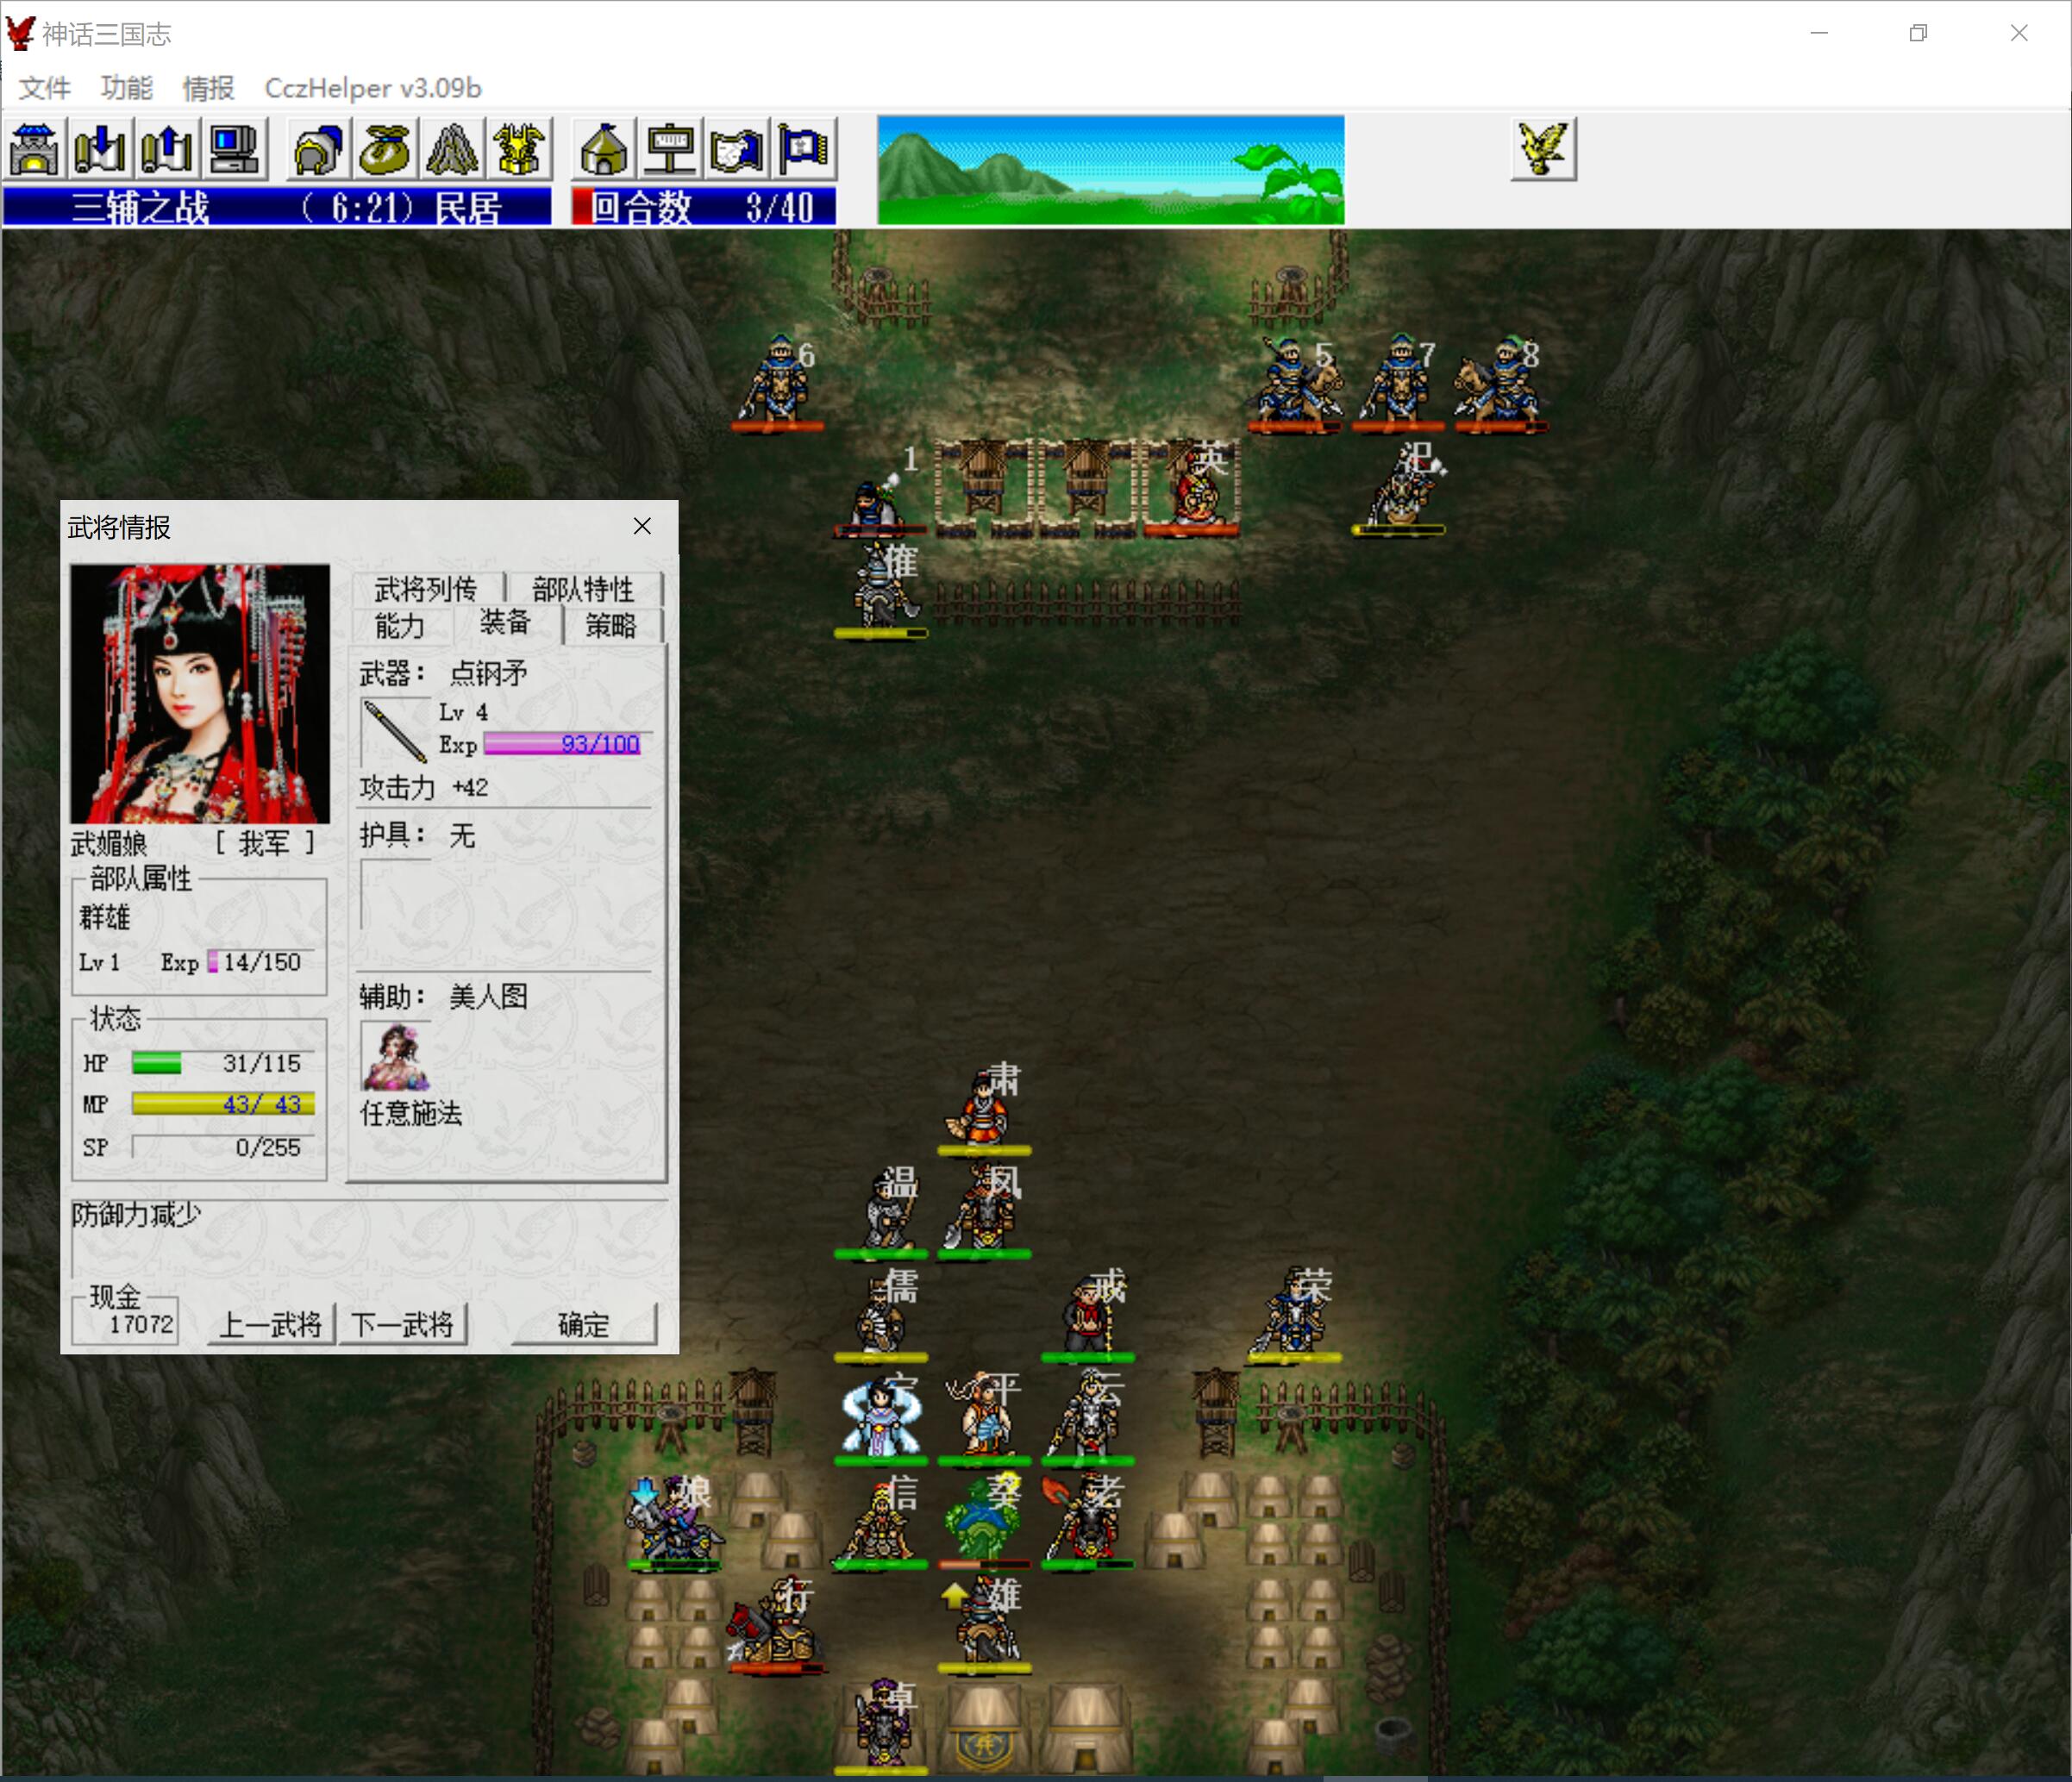 神话三国志
文件 功能 情报 CczHelper v3.09b
三辅之战 （ 6:21）民居
回合数 3/40
6
5
7
8
1
英
汜
傕
武将情报
武将列传 部队特性
能力 装备 策略
武器： 点钢矛
Lv 4
Exp 93/100
攻击力 +42
护具： 无
辅助： 美人图
任意施法
武媚娘 [ 我军 ]
部队属性
群雄
Lv 1 Exp 14/150
状态
HP 31/115
MP 43/ 43
SP 0/255
防御力减少
现金
17072
上一武将 下一武将 确定
肃
温
凤
儒
戒
荣
平
云
娘
信
葵
老
行
雄
卓